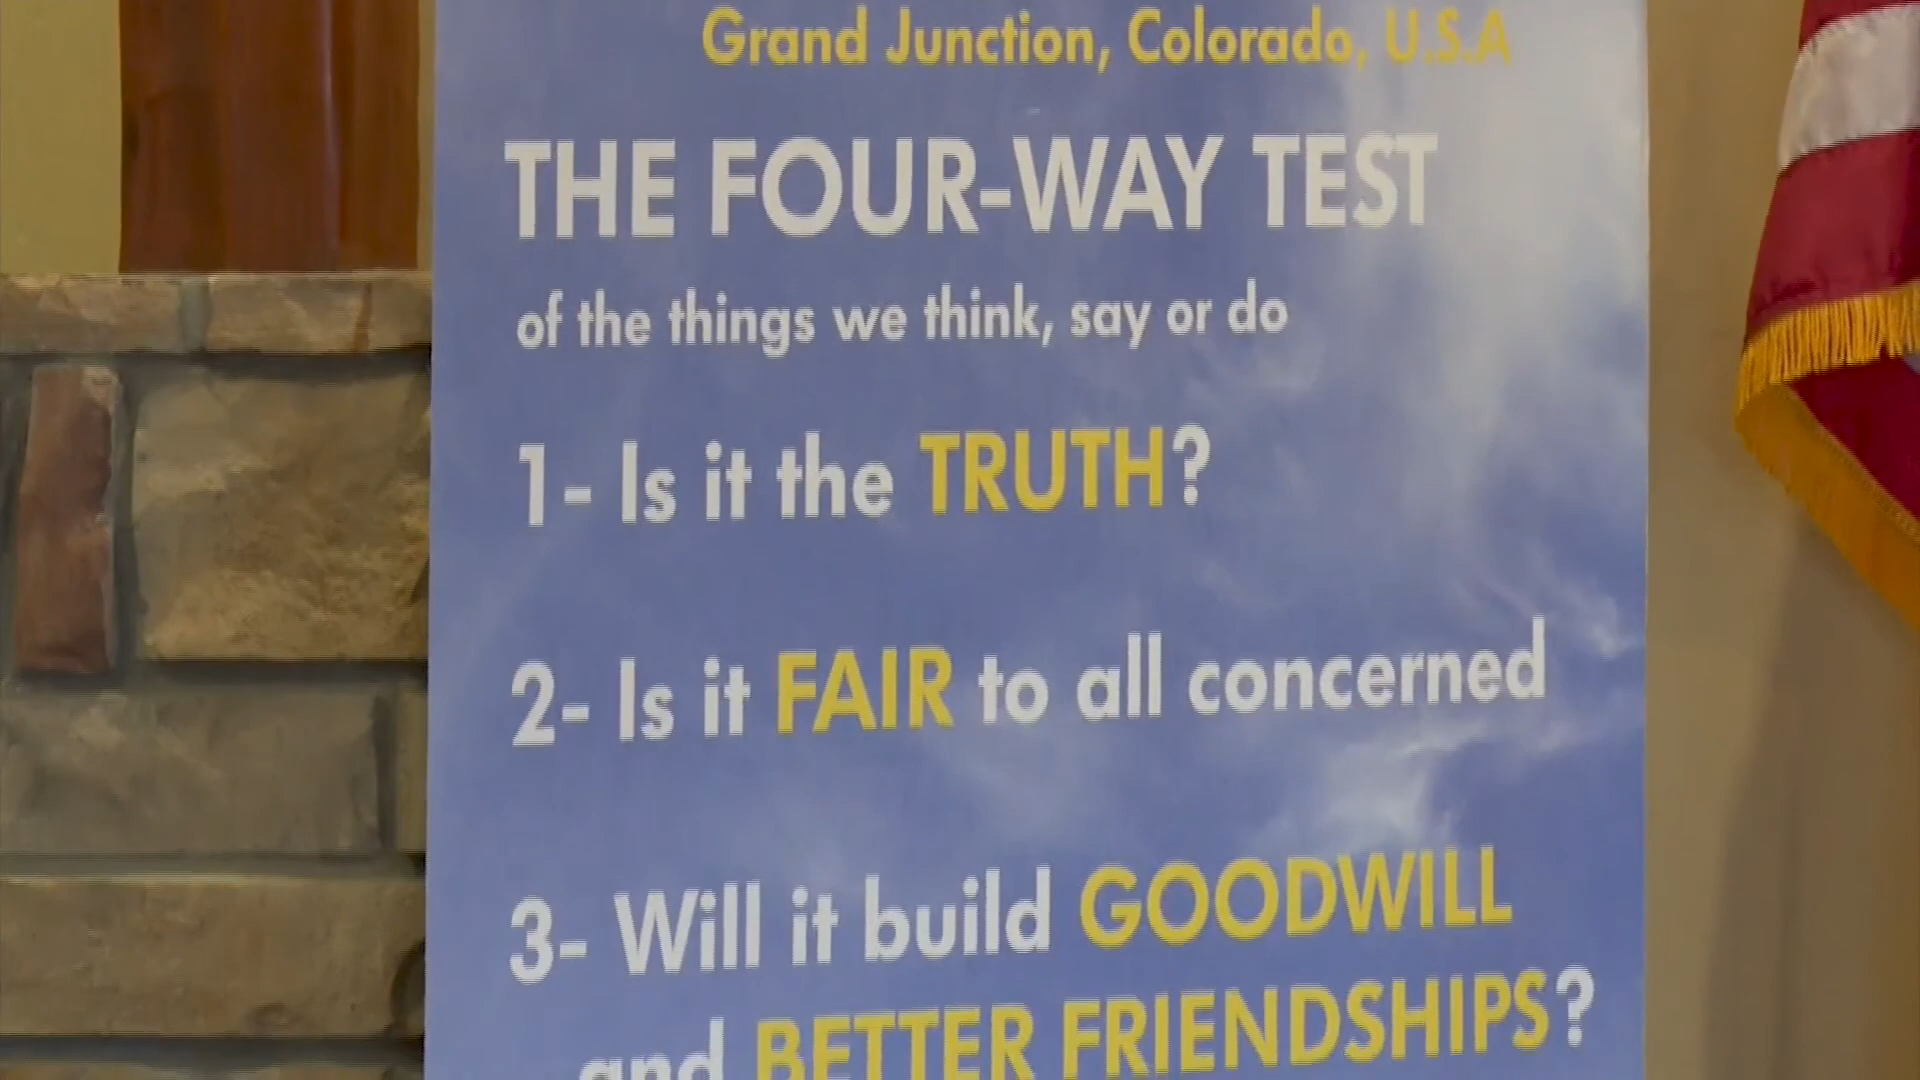 Grand Junction, Colorado, U.S.A
THE FOUR-WAY TEST
of the things we think, say or do
1- Is it the TRUTH?
2- Is it FAIR to all concerned
3- Will it build GOODWILL
and BETTER FRIENDSHIPS?